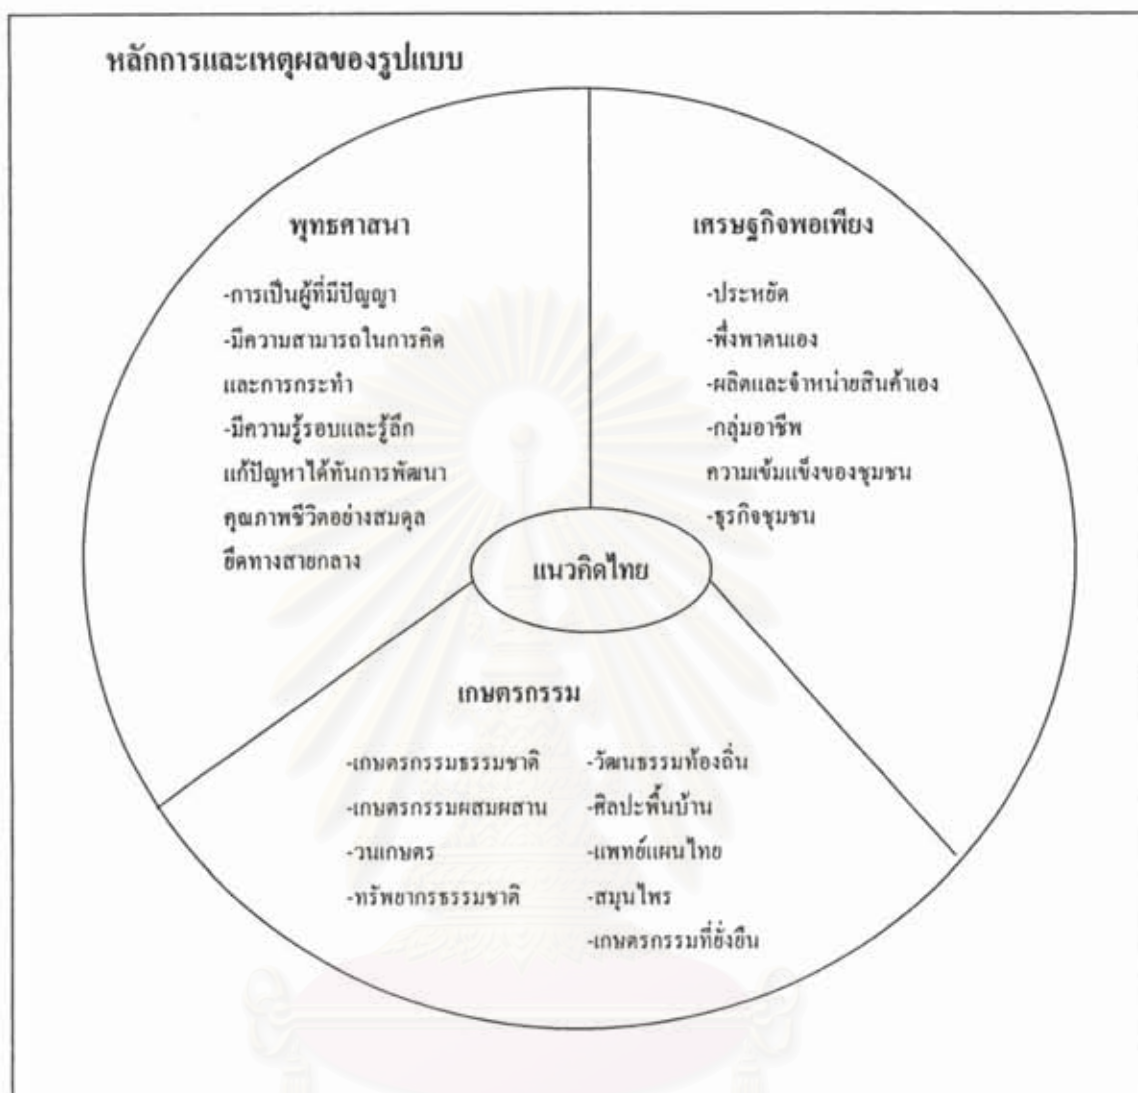 หลักการและเหตุผลของรูปแบบ
พุทธศาสนา
-การเป็นผู้ที่มีปัญญา
-มีความสามารถในการคิด
และการกระทำ
-มีความรู้รอบและรู้ลึก
แก้ปัญหาได้ทันการพัฒนา
คุณภาพชีวิตอย่างสมดุล
ยึดทางสายกลาง
เศรษฐกิจพอเพียง
-ประหยัด
-พึ่งพาตนเอง
-ผลิตและจำหน่ายสินค้าเอง
-กลุ่มอาชีพ
ความเข้มแข็งของชุมชน
-ธุรกิจชุมชน
แนวคิดไทย
เกษตรกรรม
-เกษตรกรรมธรรมชาติ
-เกษตรกรรมผสมผสาน
-วนเกษตร
-ทรัพยากรธรรมชาติ
-วัฒนธรรมท้องถิ่น
-ศิลปะพื้นบ้าน
-แพทย์แผนไทย
-สมุนไพร
-เกษตรกรรมที่ยั่งยืน